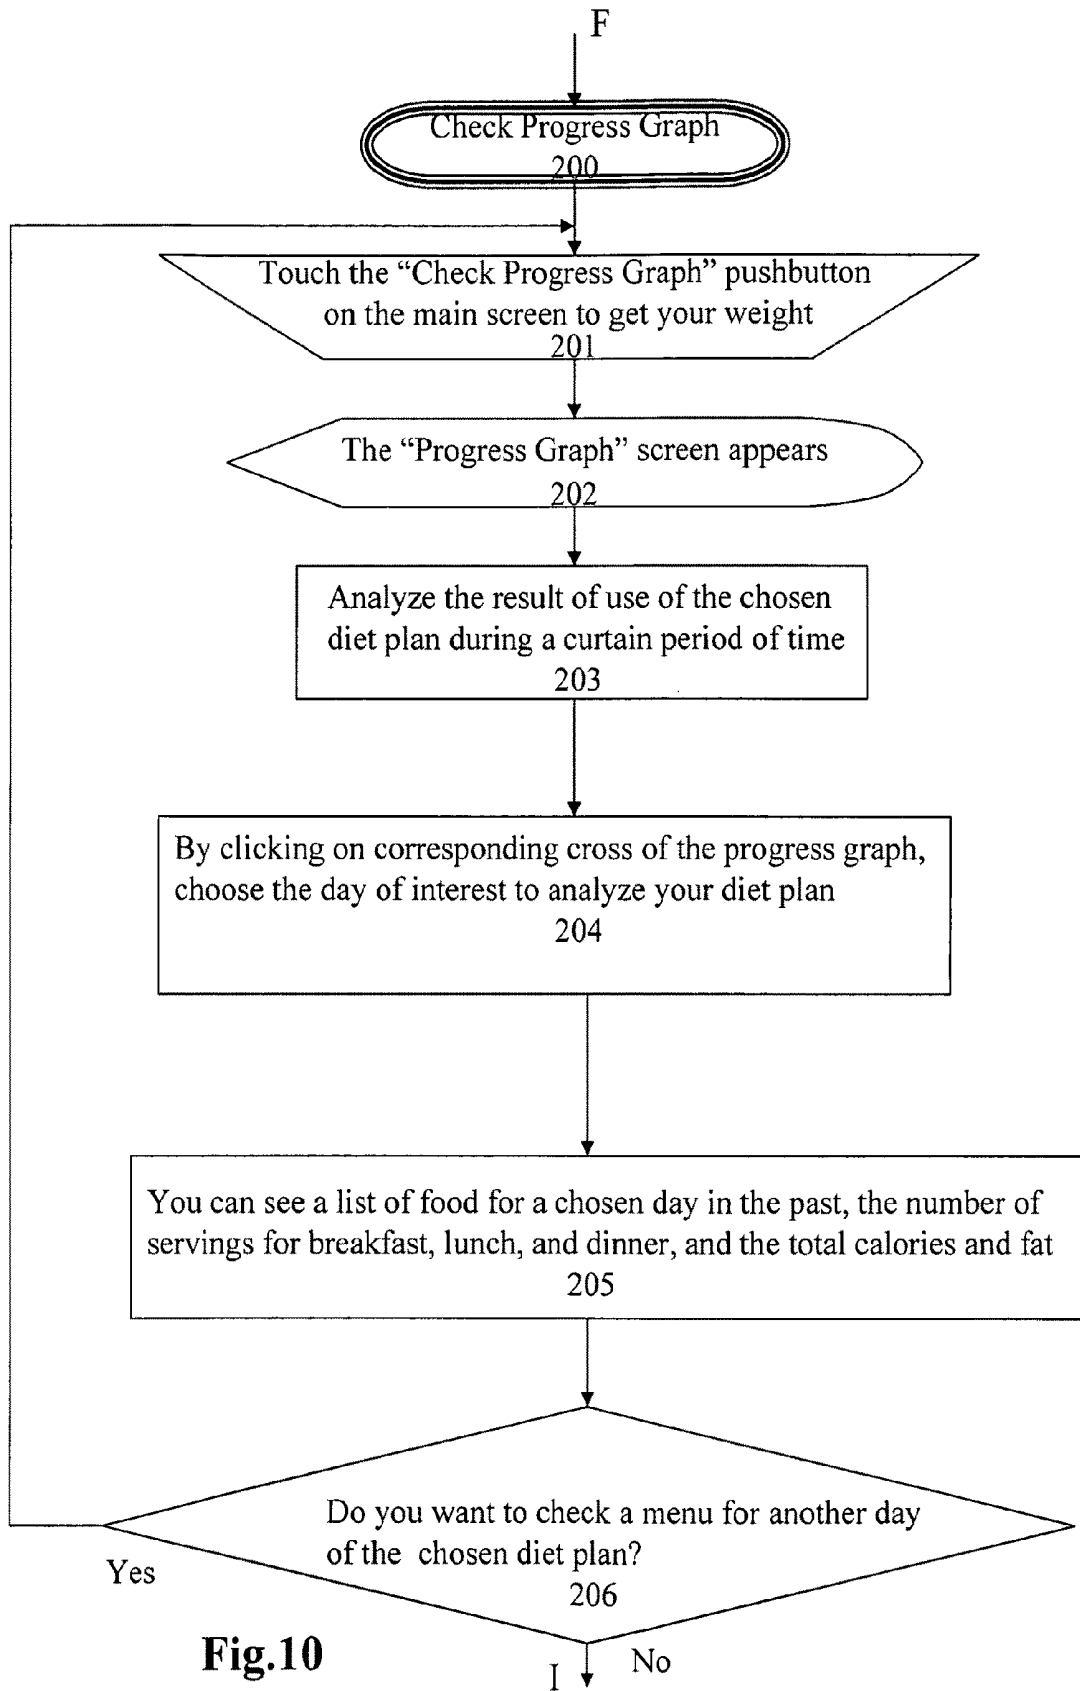 F
Check Progress Graph
200
Touch the “Check Progress Graph” pushbutton
on the main screen to get your weight
201
The “Progress Graph” screen appears
202
Analyze the result of use of the chosen
diet plan during a curtain period of time
203
By clicking on corresponding cross of the progress graph,
choose the day of interest to analyze your diet plan
204
You can see a list of food for a chosen day in the past, the number of
servings for breakfast, lunch, and dinner, and the total calories and fat
205
Do you want to check a menu for another day
of the chosen diet plan?
206
Yes
No
I
Fig.10